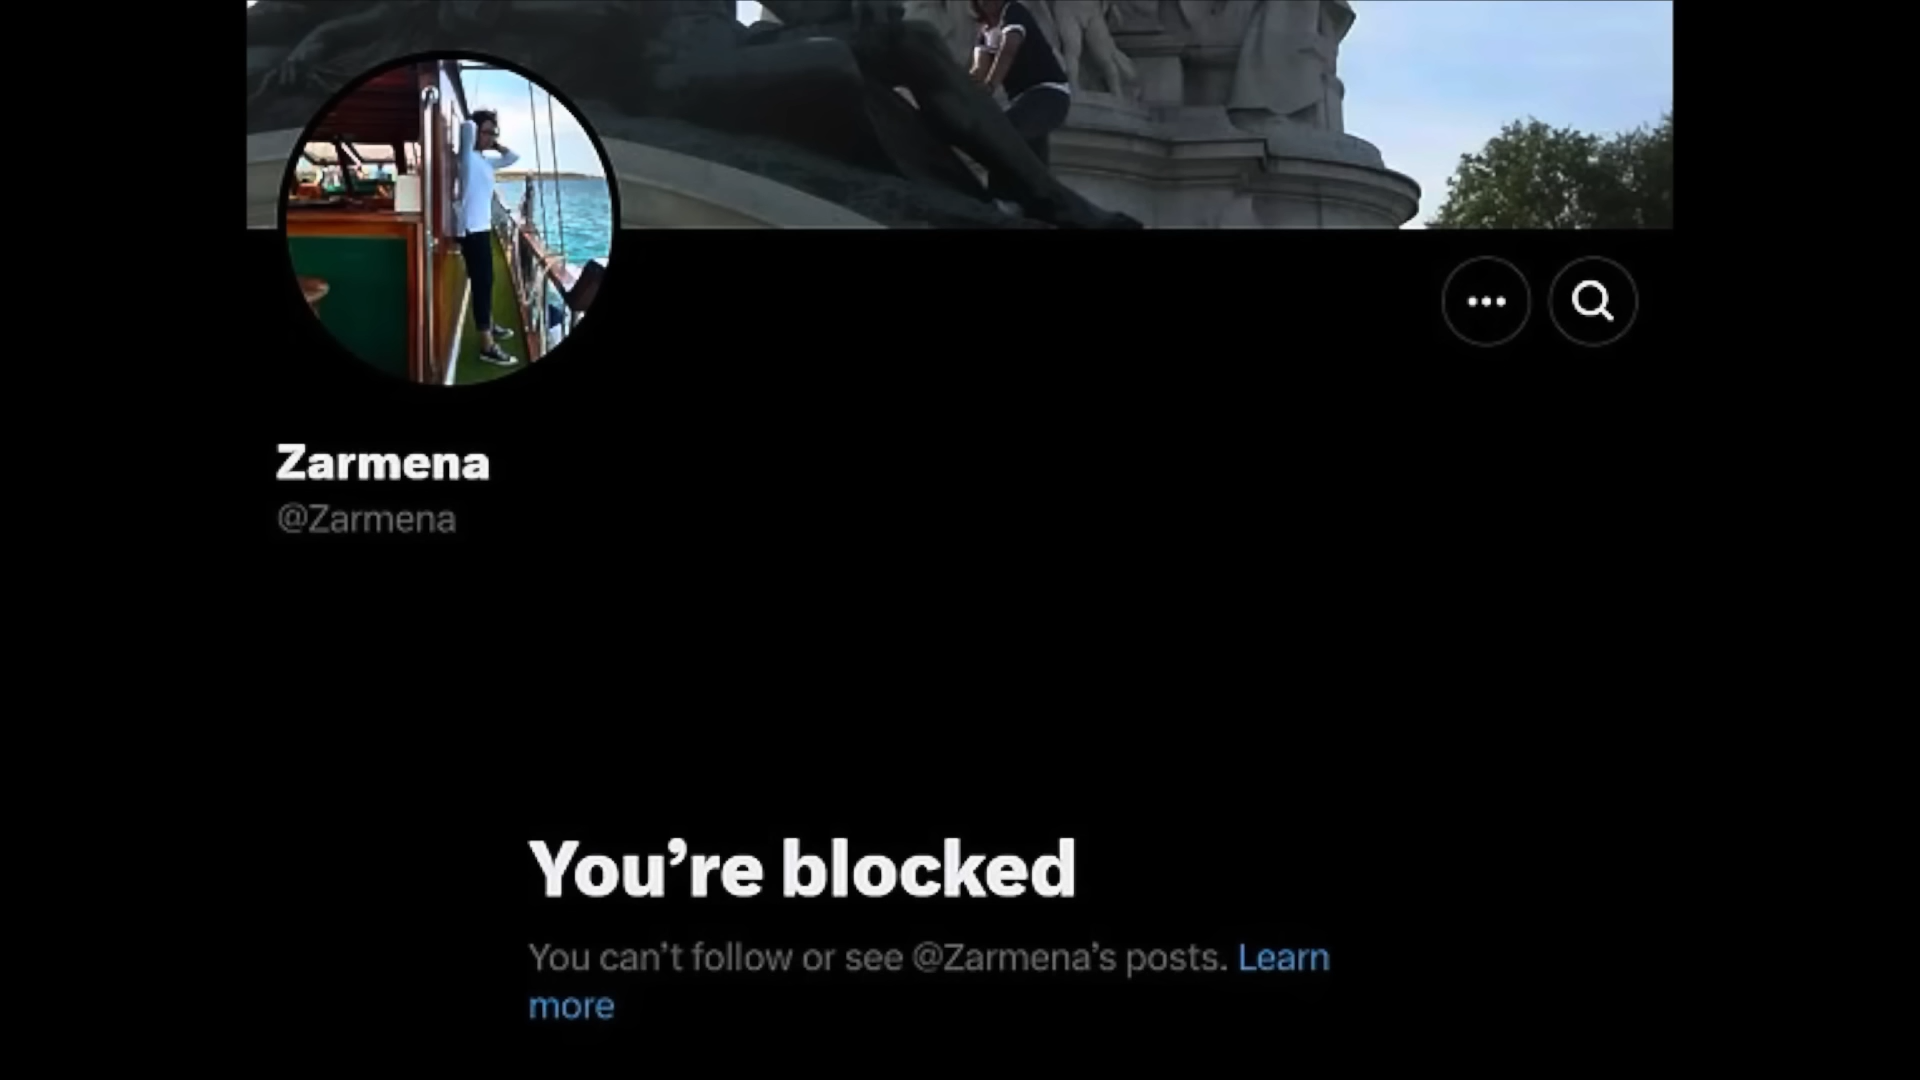 Zarmena
@Zarmena
You’re blocked
You can’t follow or see @Zarmena’s posts. Learn
more